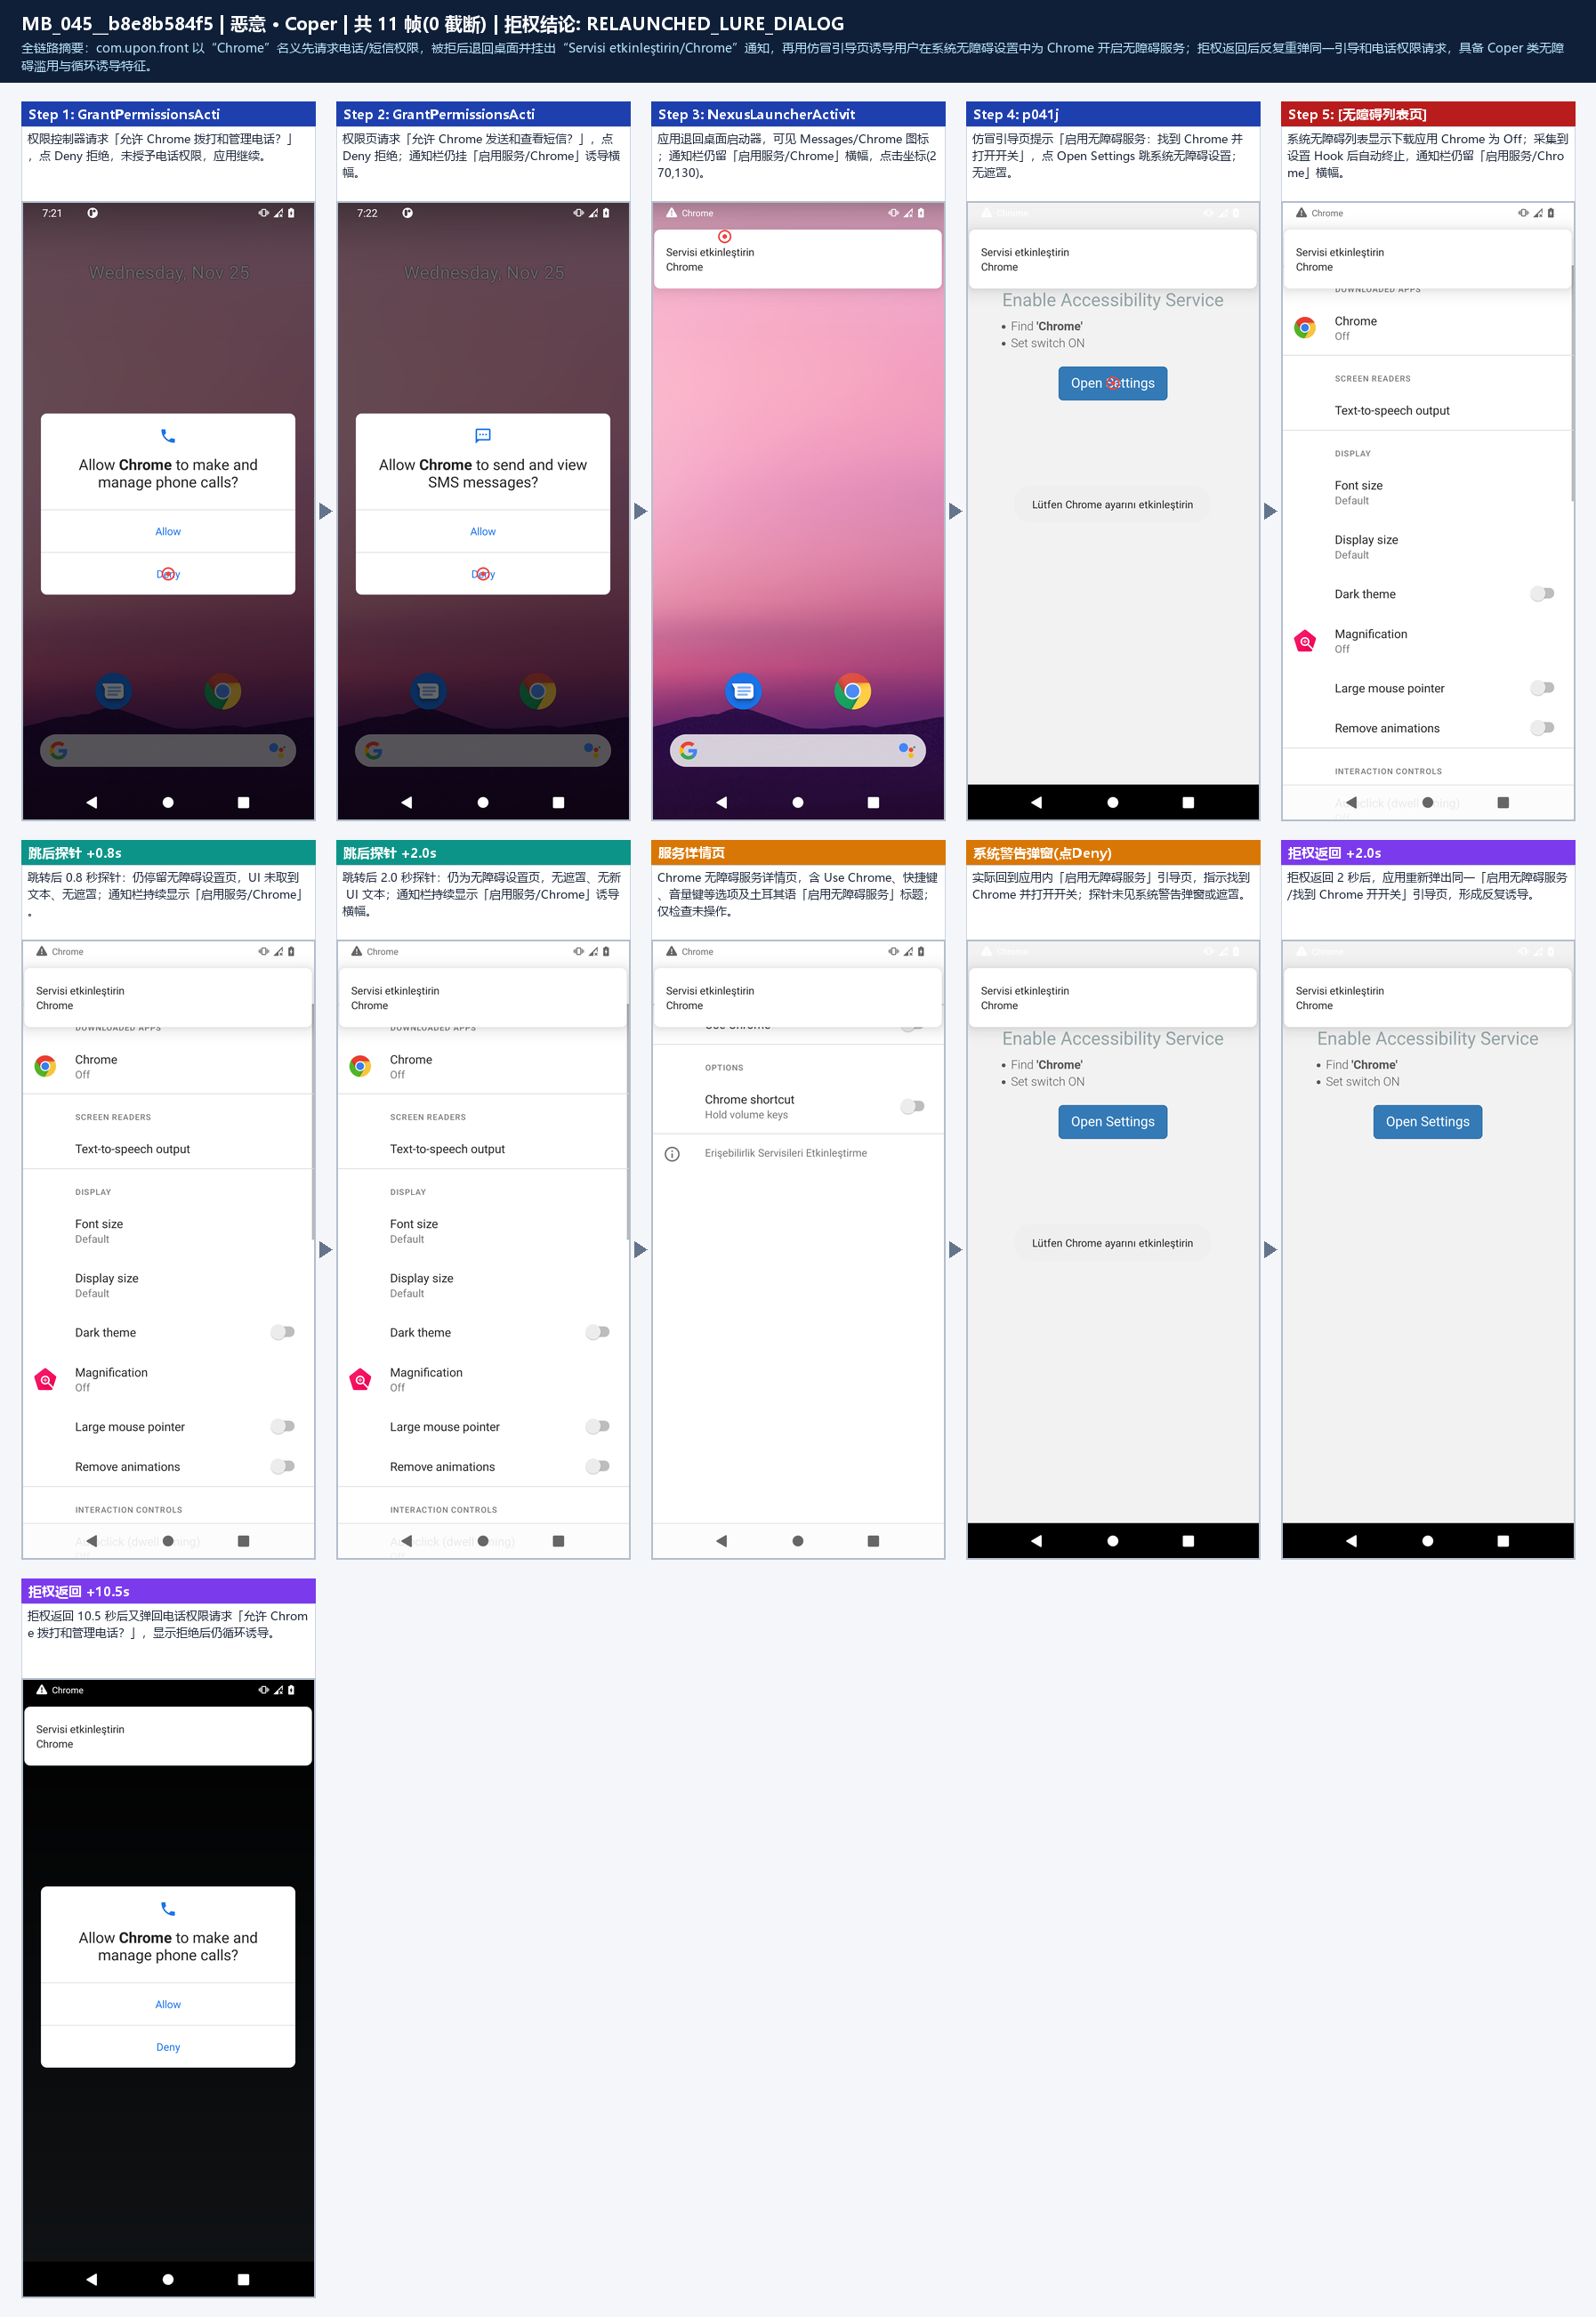 MB_045__b8e8b584f5 | 恶意 • Coper | 共 11 帧(0 截断) | 拒权结论: RELAUNCHED_LURE_DIALOG
全链路摘要：com.upon.front 以“Chrome”名义先请求电话/短信权限，被拒后退回桌面并挂出“Servisi etkinleştirin/Chrome”通知，再用仿冒引导页诱导用户在系统无障碍设置中为 Chrome 开启无障碍服务；拒权返回后反复重弹同一引导和电话权限请求，具备 Coper 类无障
碍滥用与循环诱导特征。
Step 1: GrantPermissionsActi
权限控制器请求「允许 Chrome 拨打和管理电话？」
，点 Deny 拒绝，未授予电话权限，应用继续。
7:21
Wednesday, Nov 25
Allow Chrome to make and
manage phone calls?
Allow
Deny
Step 2: GrantPermissionsActi
权限页请求「允许 Chrome 发送和查看短信？」，点
Deny 拒绝；通知栏仍挂「启用服务/Chrome」诱导横
幅。
7:22
Wednesday, Nov 25
Allow Chrome to send and view
SMS messages?
Allow
Deny
Step 3: NexusLauncherActivit
应用退回桌面启动器，可见 Messages/Chrome 图标
；通知栏仍留「启用服务/Chrome」横幅，点击坐标(2
70,130)。
Chrome
Servisi etkinleştirin
Chrome
Step 4: p041j
仿冒引导页提示「启用无障碍服务：找到 Chrome 并
打开开关」，点 Open Settings 跳系统无障碍设置；
无遮罩。
Chrome
Servisi etkinleştirin
Chrome
Enable Accessibility Service
• Find 'Chrome'
• Set switch ON
Open Settings
Lütfen Chrome ayarını etkinleştirin
Step 5: [无障碍列表页]
系统无障碍列表显示下载应用 Chrome 为 Off；采集到
设置 Hook 后自动终止，通知栏仍留「启用服务/Chro
me」横幅。
Chrome
Servisi etkinleştirin
Chrome
DOWNLOADED APPS
Chrome
Off
SCREEN READERS
Text-to-speech output
DISPLAY
Font size
Default
Display size
Default
Dark theme
Magnification
Off
Large mouse pointer
Remove animations
INTERACTION CONTROLS
跳后探针 +0.8s
跳转后 0.8 秒探针：仍停留无障碍设置页，UI 未取到
文本、无遮罩；通知栏持续显示「启用服务/Chrome」
。
Chrome
Servisi etkinleştirin
Chrome
DOWNLOADED APPS
Chrome
Off
SCREEN READERS
Text-to-speech output
DISPLAY
Font size
Default
Display size
Default
Dark theme
Magnification
Off
Large mouse pointer
Remove animations
INTERACTION CONTROLS
跳后探针 +2.0s
跳转后 2.0 秒探针：仍为无障碍设置页，无遮罩、无新
UI 文本；通知栏持续显示「启用服务/Chrome」诱导
横幅。
Chrome
Servisi etkinleştirin
Chrome
DOWNLOADED APPS
Chrome
Off
SCREEN READERS
Text-to-speech output
DISPLAY
Font size
Default
Display size
Default
Dark theme
Magnification
Off
Large mouse pointer
Remove animations
INTERACTION CONTROLS
服务详情页
Chrome 无障碍服务详情页，含 Use Chrome、快捷键
、音量键等选项及土耳其语「启用无障碍服务」标题；
仅检查未操作。
Chrome
Servisi etkinleştirin
Chrome
Use Chrome
OPTIONS
Chrome shortcut
Hold volume keys
Erişebilirlik Servisileri Etkinleştirme
系统警告弹窗(点Deny)
实际回到应用内「启用无障碍服务」引导页，指示找到
Chrome 并打开开关；探针未见系统警告弹窗或遮罩。
Chrome
Servisi etkinleştirin
Chrome
Enable Accessibility Service
• Find 'Chrome'
• Set switch ON
Open Settings
Lütfen Chrome ayarını etkinleştirin
拒权返回 +2.0s
拒权返回 2 秒后，应用重新弹出同一「启用无障碍服务
/找到 Chrome 开开关」引导页，形成反复诱导。
Chrome
Servisi etkinleştirin
Chrome
Enable Accessibility Service
• Find 'Chrome'
• Set switch ON
Open Settings
拒权返回 +10.5s
拒权返回 10.5 秒后又弹回电话权限请求「允许 Chrom
e 拨打和管理电话？」，显示拒绝后仍循环诱导。
Chrome
Servisi etkinleştirin
Chrome
Allow Chrome to make and
manage phone calls?
Allow
Deny